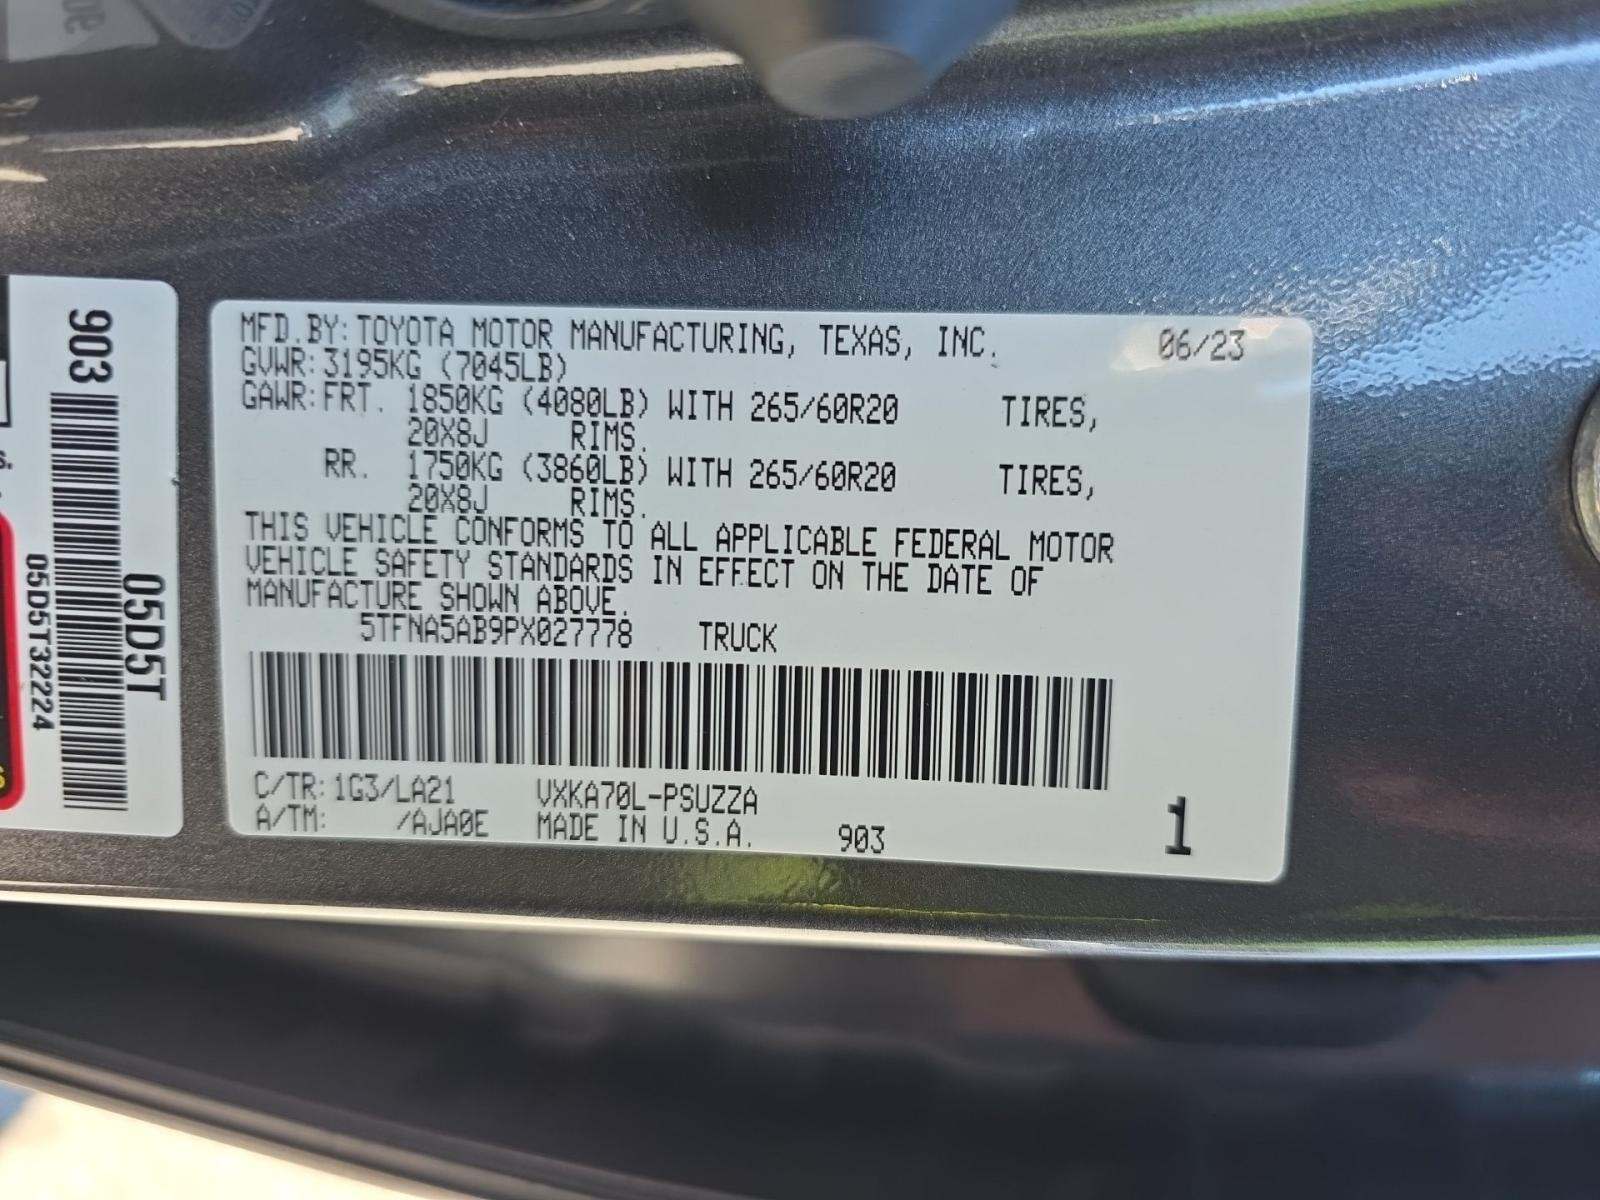 903
05D5T
05D5T32224
MFD.BY: TOYOTA MOTOR MANUFACTURING, TEXAS, INC. 06/23
GVWR: 3195KG (7045LB)
GAWR: FRT. 1850KG (4080LB) WITH 265/60R20 TIRES,
20X8J RIMS.
RR. 1750KG (3860LB) WITH 265/60R20 TIRES,
20X8J RIMS.
THIS VEHICLE CONFORMS TO ALL APPLICABLE FEDERAL MOTOR
VEHICLE SAFETY STANDARDS IN EFFECT ON THE DATE OF
MANUFACTURE SHOWN ABOVE.
5TFNA5AB9PX027778 TRUCK
C/TR: 1G3/LA21 VXKA70L-PSUZZA
A/TM: /AJA0E MADE IN U.S.A. 903 1